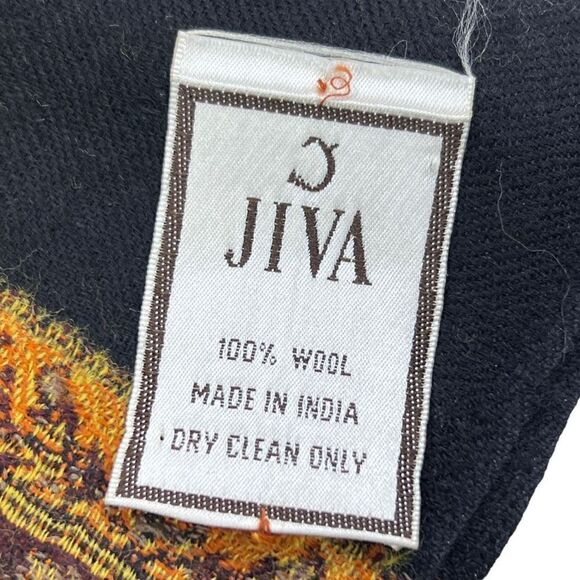 JIVA
100% WOOL
MADE IN INDIA
DRY CLEAN ONLY